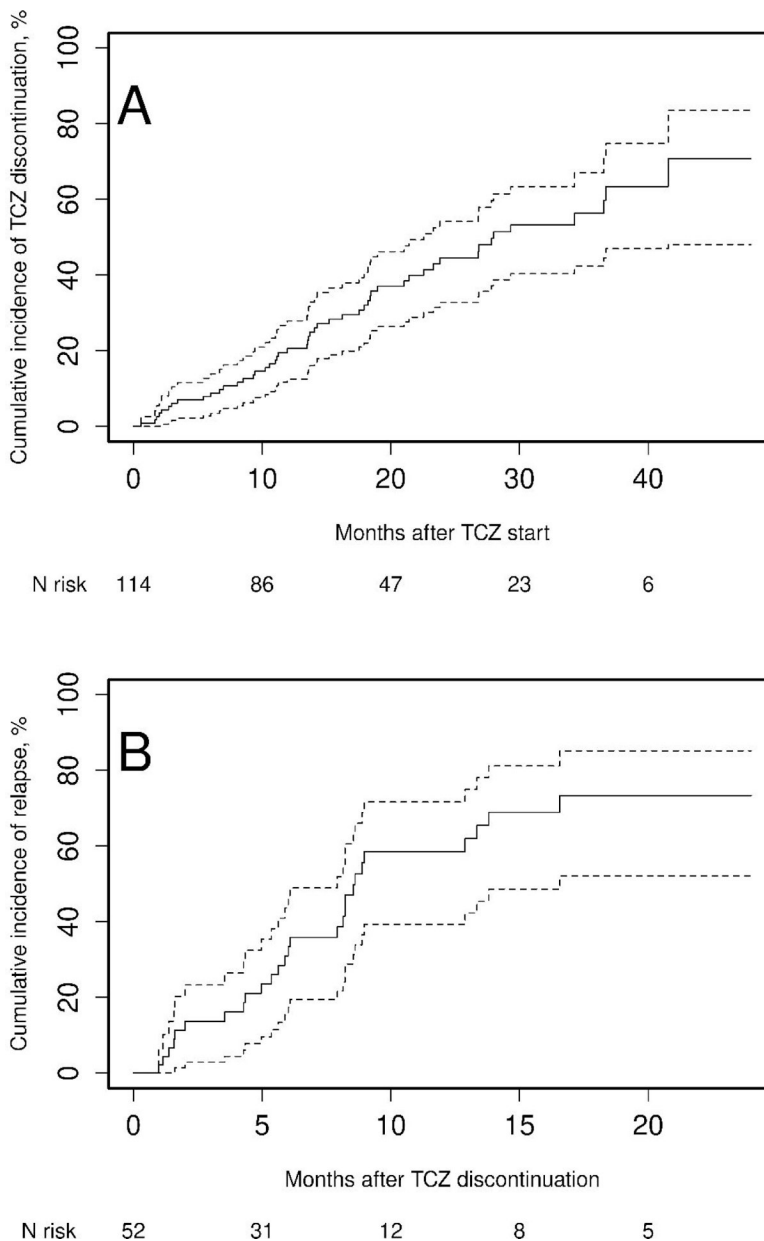 Cumulative incidence of TCZ discontinuation, %
100
80
60
40
20
0
A
0 10 20 30 40
Months after TCZ start
N risk 114 86 47 23 6
Cumulative incidence of relapse, %
100
80
60
40
20
0
B
0 5 10 15 20
Months after TCZ discontinuation
N risk 52 31 12 8 5